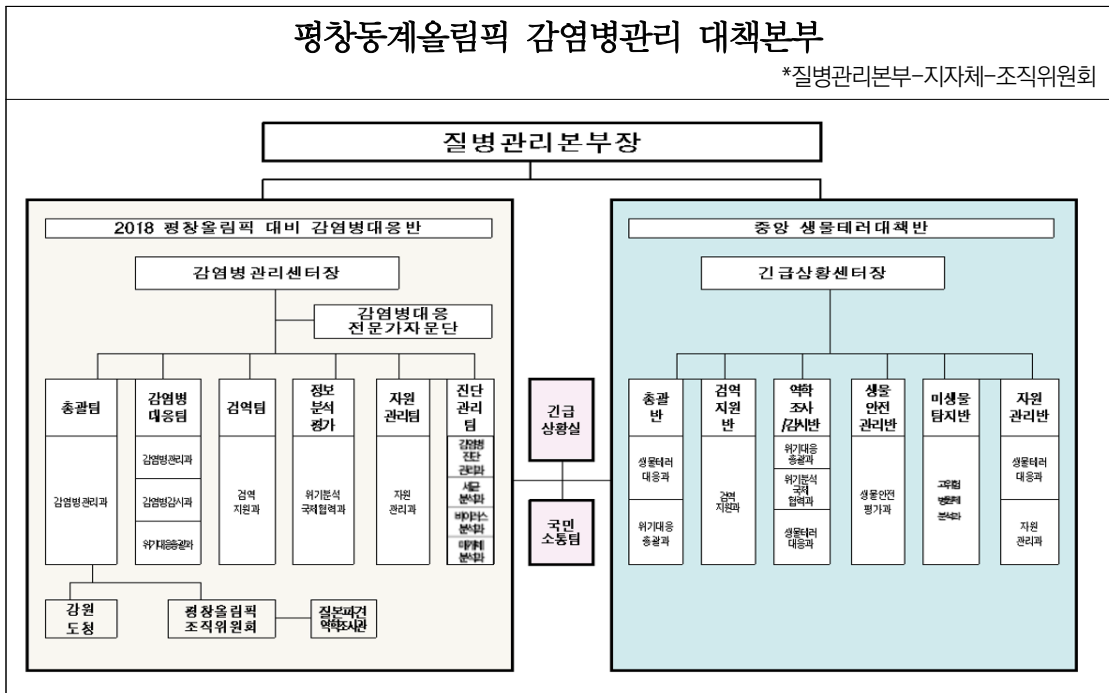 평창동계올림픽 감염병관리 대책본부
*질병관리본부-지자체-조직위원회
질병관리본부장
2018 평창올림픽 대비 감염병대응반
감염병관리센터장
감염병대응
전문가자문단
총괄팀
감염병
대응팀
검역팀
정보
분석
평가
자원
관리팀
진단
관리
팀
감염병관리과
감염병관리과
감염병감시과
위기대응총괄과
검역
지원과
위기분석
국제협력과
자원
관리과
감염병
진단
관리과
세균
분석과
바이러스
분석과
매개체
분석과
강원
도청
평창올림픽
조직위원회
질본파견
역학조사관
긴급
상황실
국민
소통팀
중앙 생물테러대책반
긴급상황센터장
총괄
반
검역
지원
반
역학
조사
/감시반
생물
안전
관리반
미생물
탐지반
자원
관리반
생물테러
대응과
위기대응
총괄과
검역
지원과
위기대응
총괄과
위기분석
국제
협력과
생물테러
대응과
생물안전
평가과
고위험
병원체
분석과
생물테러
대응과
자원
관리과